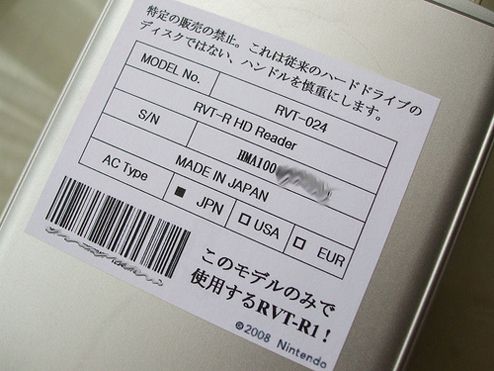 特定の販売の禁止。これは従来のハードドライブの
ディスクではない、ハンドルを慎重にします。
MODEL No. RVT-024
RVT-R HD Reader
S/N HMA100
MADE IN JAPAN
AC Type ■ JPN □ USA □ EUR
このモデルのみで
使用するRVT-R1！
©2008 Nintendo